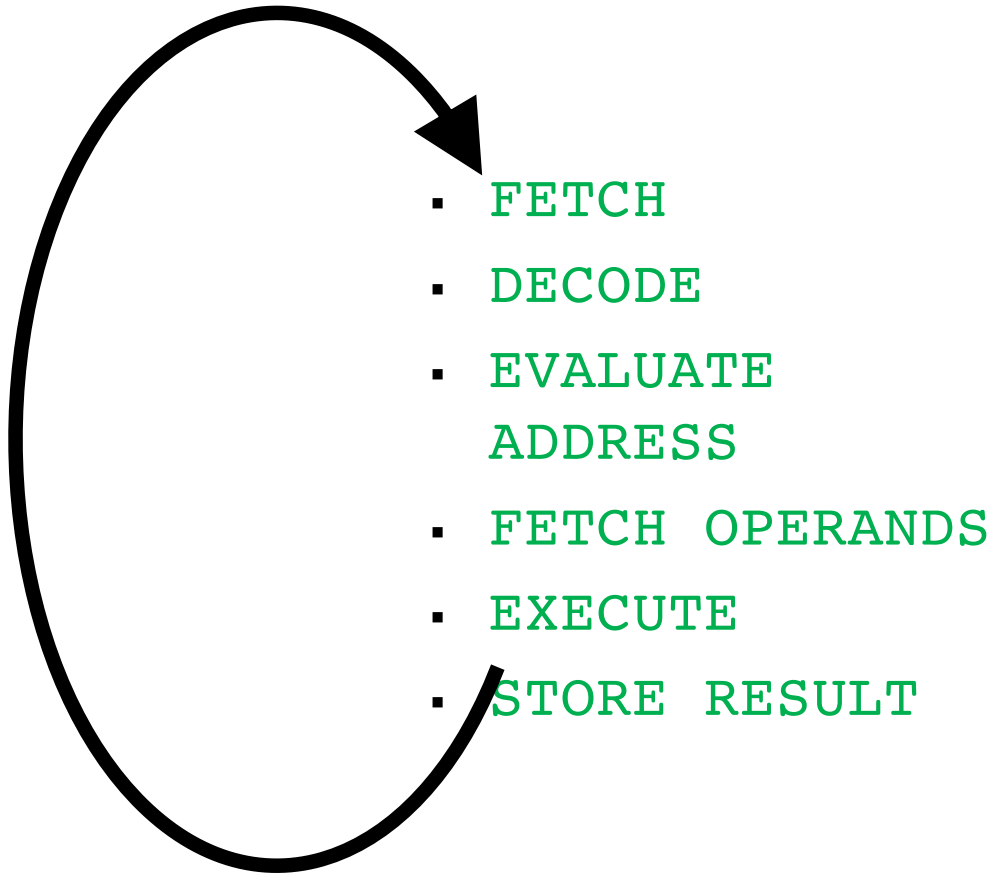 ▪ FETCH
▪ DECODE
▪ EVALUATE
ADDRESS
▪ FETCH OPERANDS
▪ EXECUTE
▪ STORE RESULT